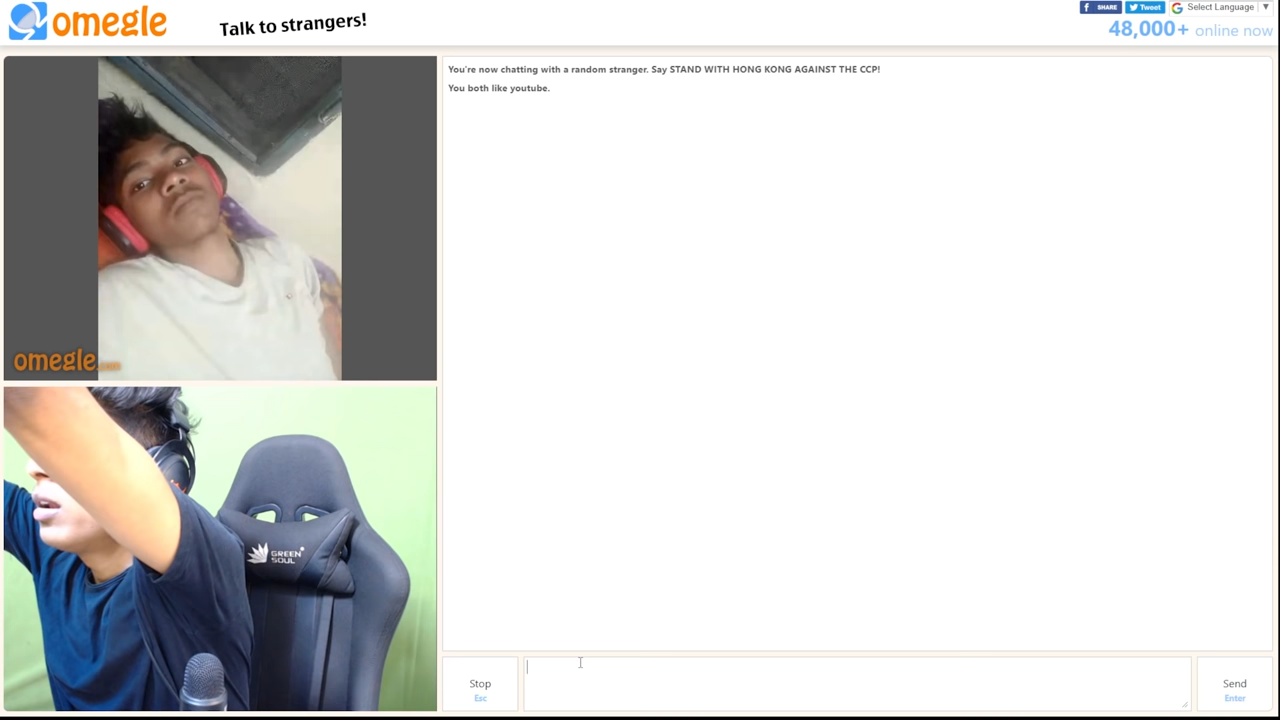 omegle
Talk to strangers!
SHARE
Tweet
Select Language ▼
48,000+ online now
You're now chatting with a random stranger. Say STAND WITH HONG KONG AGAINST THE CCP!
You both like youtube.
omegle.com
GREEN
SOUL
Stop
Esc
Send
Enter